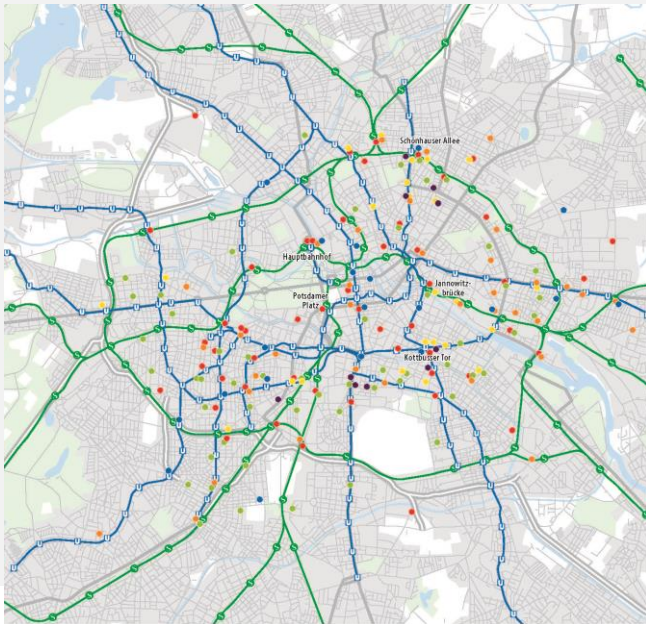 Schönhauser Allee
Hauptbahnhof
Jannowitz-
brücke
Potsdamer
Platz
Kottbusser Tor